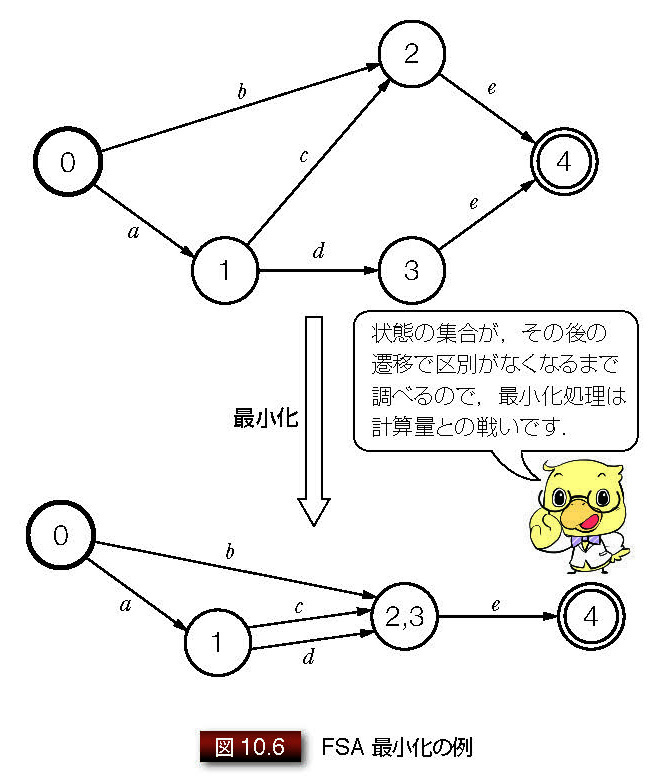 2
b
e
c
0
4
a
e
d
1
3
状態の集合が，その後の
遷移で区別がなくなるまで
調べるので，最小化処理は
計算量との戦いです．
最小化
0
b
a
c
2,3
e
4
1
d
図 10.6 FSA 最小化の例